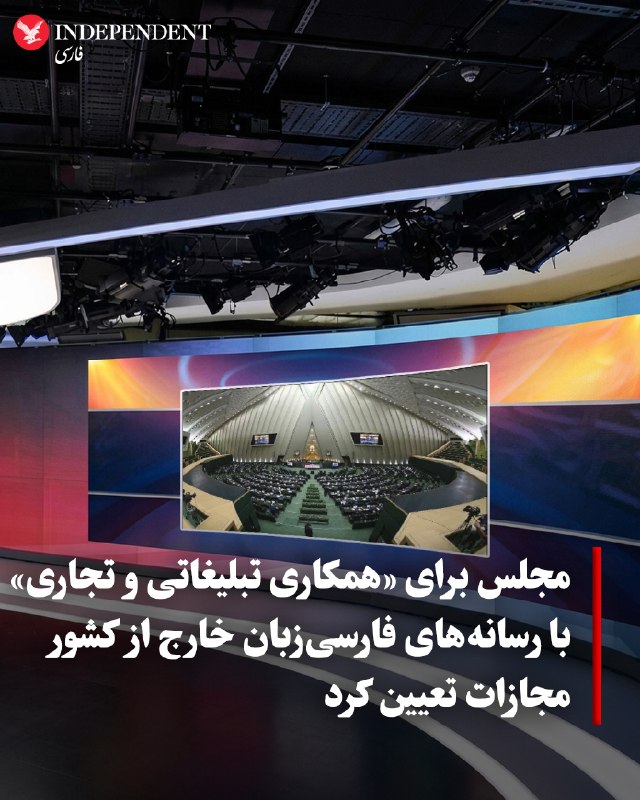 INDEPENDENT
فارسی
مجلس برای «همکاری تبلیغاتی و تجاری»
با رسانه‌های فارسی‌زبان خارج از کشور
مجازات تعیین کرد